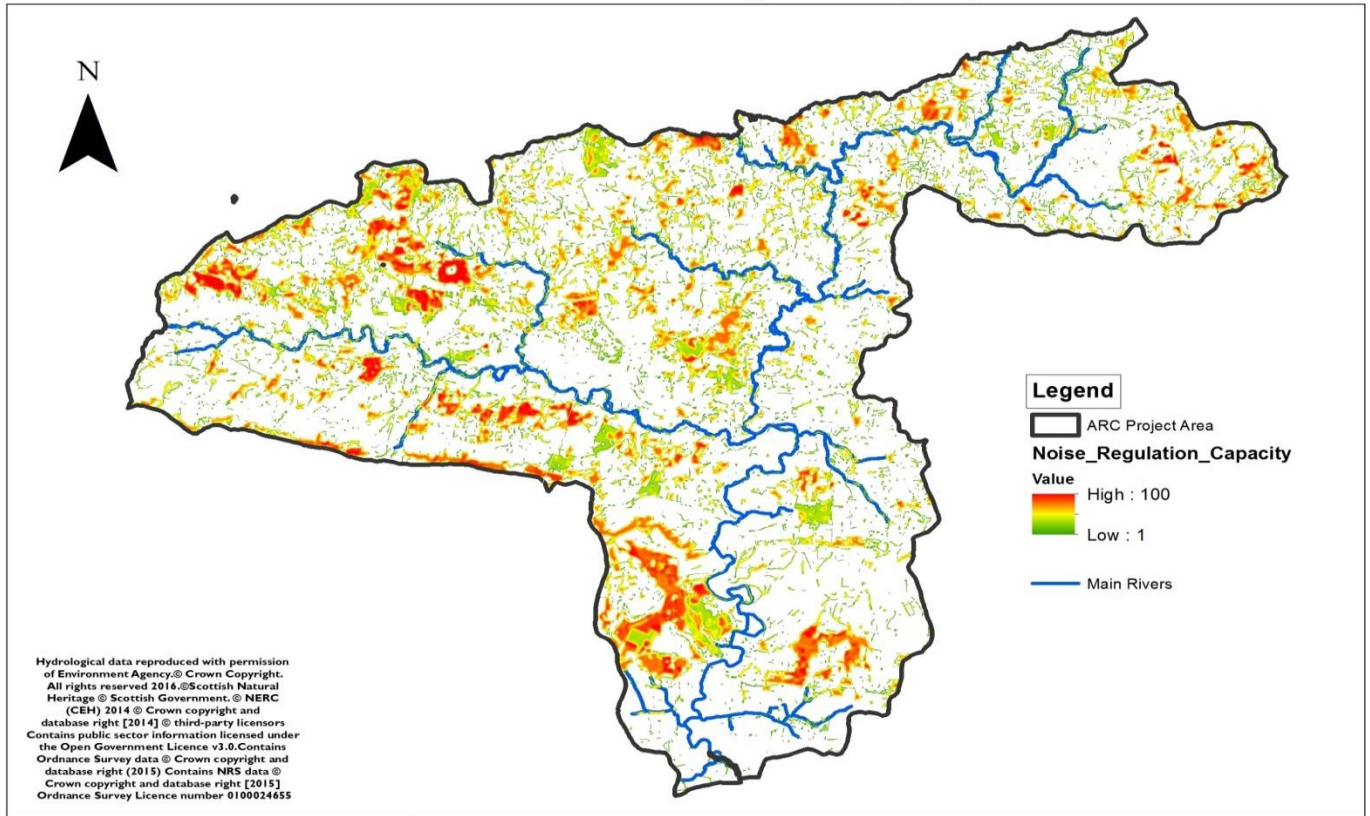 N
Legend
ARC Project Area
Noise_Regulation_Capacity
Value
High : 100
Low : 1
Main Rivers
Hydrological data reproduced with permission
of Environment Agency.© Crown Copyright.
All rights reserved 2016.©Scottish Natural
Heritage © Scottish Government. © NERC
(CEH) 2014 © Crown copyright and
database right [2014] © third-party licensors
Contains public sector information licensed under
the Open Government Licence v3.0.Contains
Ordnance Survey data © Crown copyright and
database right (2015) Contains NRS data ©
Crown copyright and database right [2015]
Ordnance Survey Licence number 0100024655